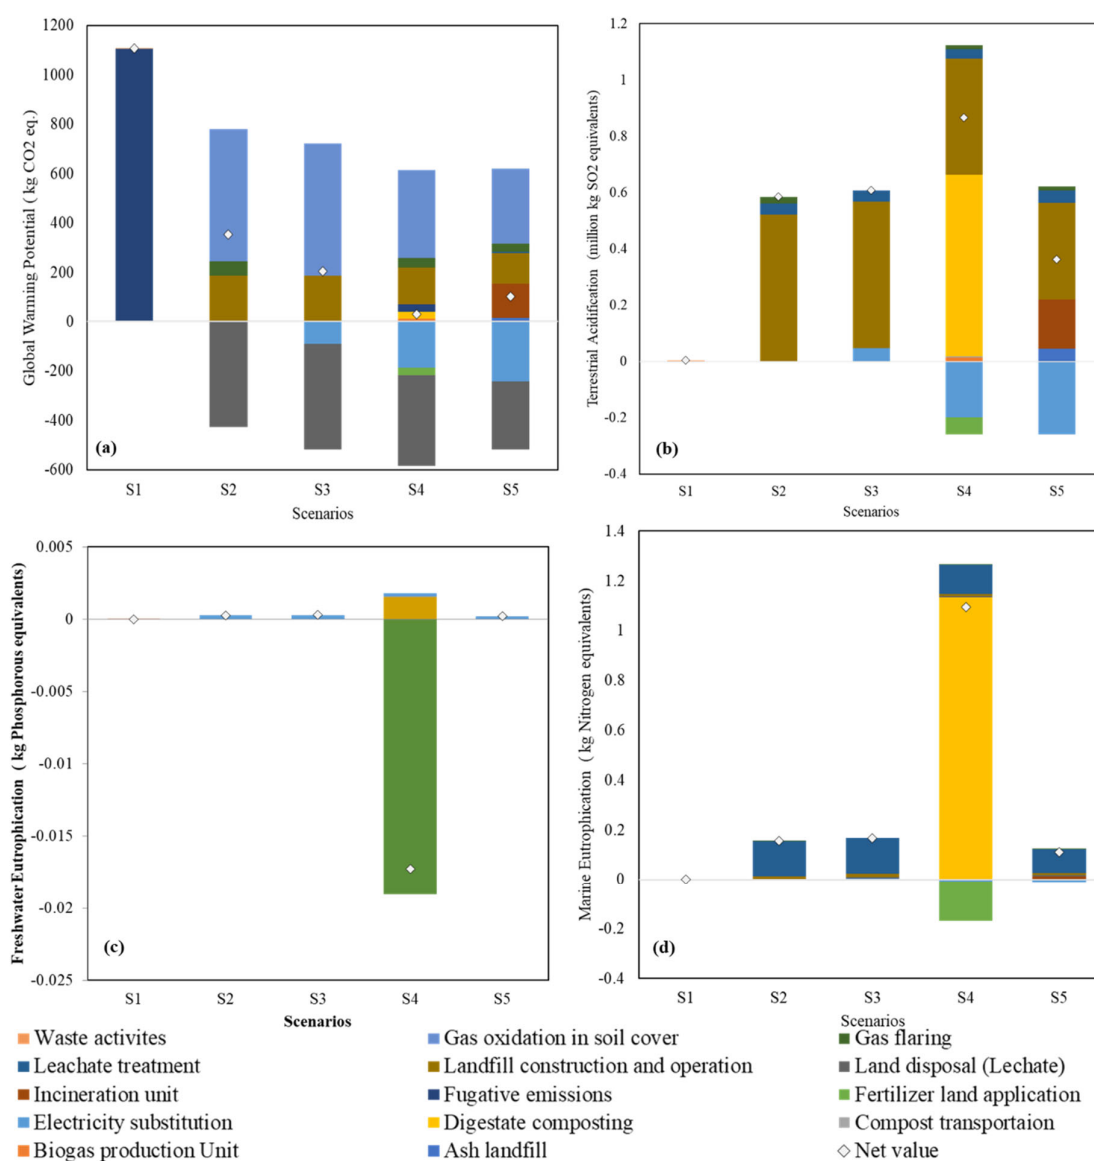 Global Warming Potential ( kg CO2 eq.)
1200
1000
800
600
400
200
0
-200
-400
-600
(a)
S1 S2 S3 S4 S5
Scenarios
Terrestrial Acidification (million kg SO2 equivalents)
1.2
1
0.8
0.6
0.4
0.2
0
-0.2
-0.4
(b)
S1 S2 S3 S4 S5
Scenarios
Freshwater Eutrophication ( kg Phosphorous equivalents)
0.005
0
-0.005
-0.01
-0.015
-0.02
-0.025
(c)
S1 S2 S3 S4 S5
Scenarios
Marine Eutrophication ( kg Nitrogen equivalents)
1.4
1.2
1
0.8
0.6
0.4
0.2
0
-0.2
-0.4
(d)
S1 S2 S3 S4 S5
Scenarios
Waste activites Gas oxidation in soil cover Gas flaring
Leachate treatment Landfill construction and operation Land disposal (Lechate)
Incineration unit Fugative emissions Fertilizer land application
Electricity substitution Digestate composting Compost transportaion
Biogas production Unit Ash landfill Net value